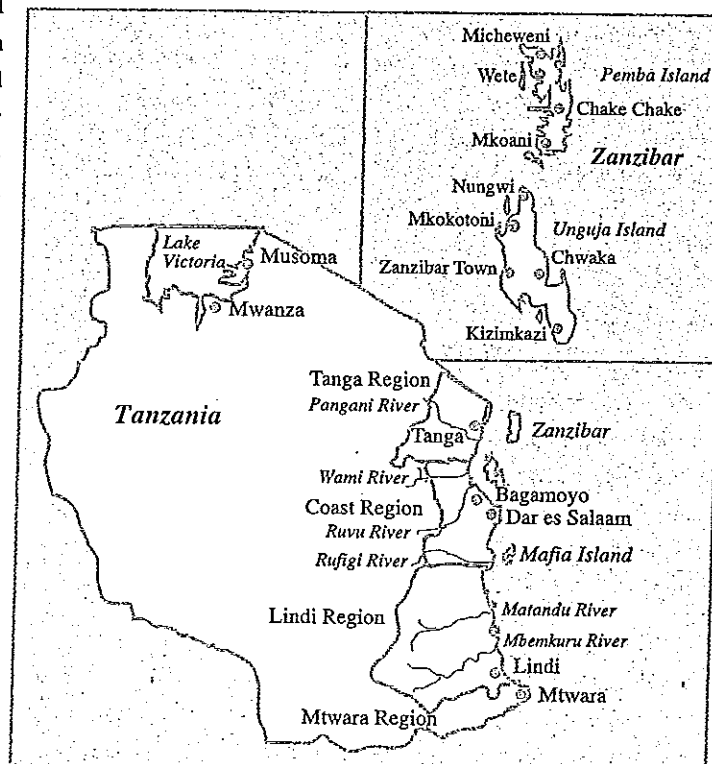 Micheweni
Wete
Pemba Island
Chake Chake
Mkoani
Zanzibar
Nungwi
Mkokotoni
Unguja Island
Zanzibar Town
Chwaka
Kizimkazi
Lake
Victoria
Musoma
Mwanza
Tanzania
Tanga Region
Pangani River
Tanga
Zanzibar
Wami River
Bagamoyo
Coast Region
Dar es Salaam
Ruvu River
Rufigi River
Mafia Island
Lindi Region
Matandu River
Mbemkuru River
Lindi
Mtwara
Mtwara Region